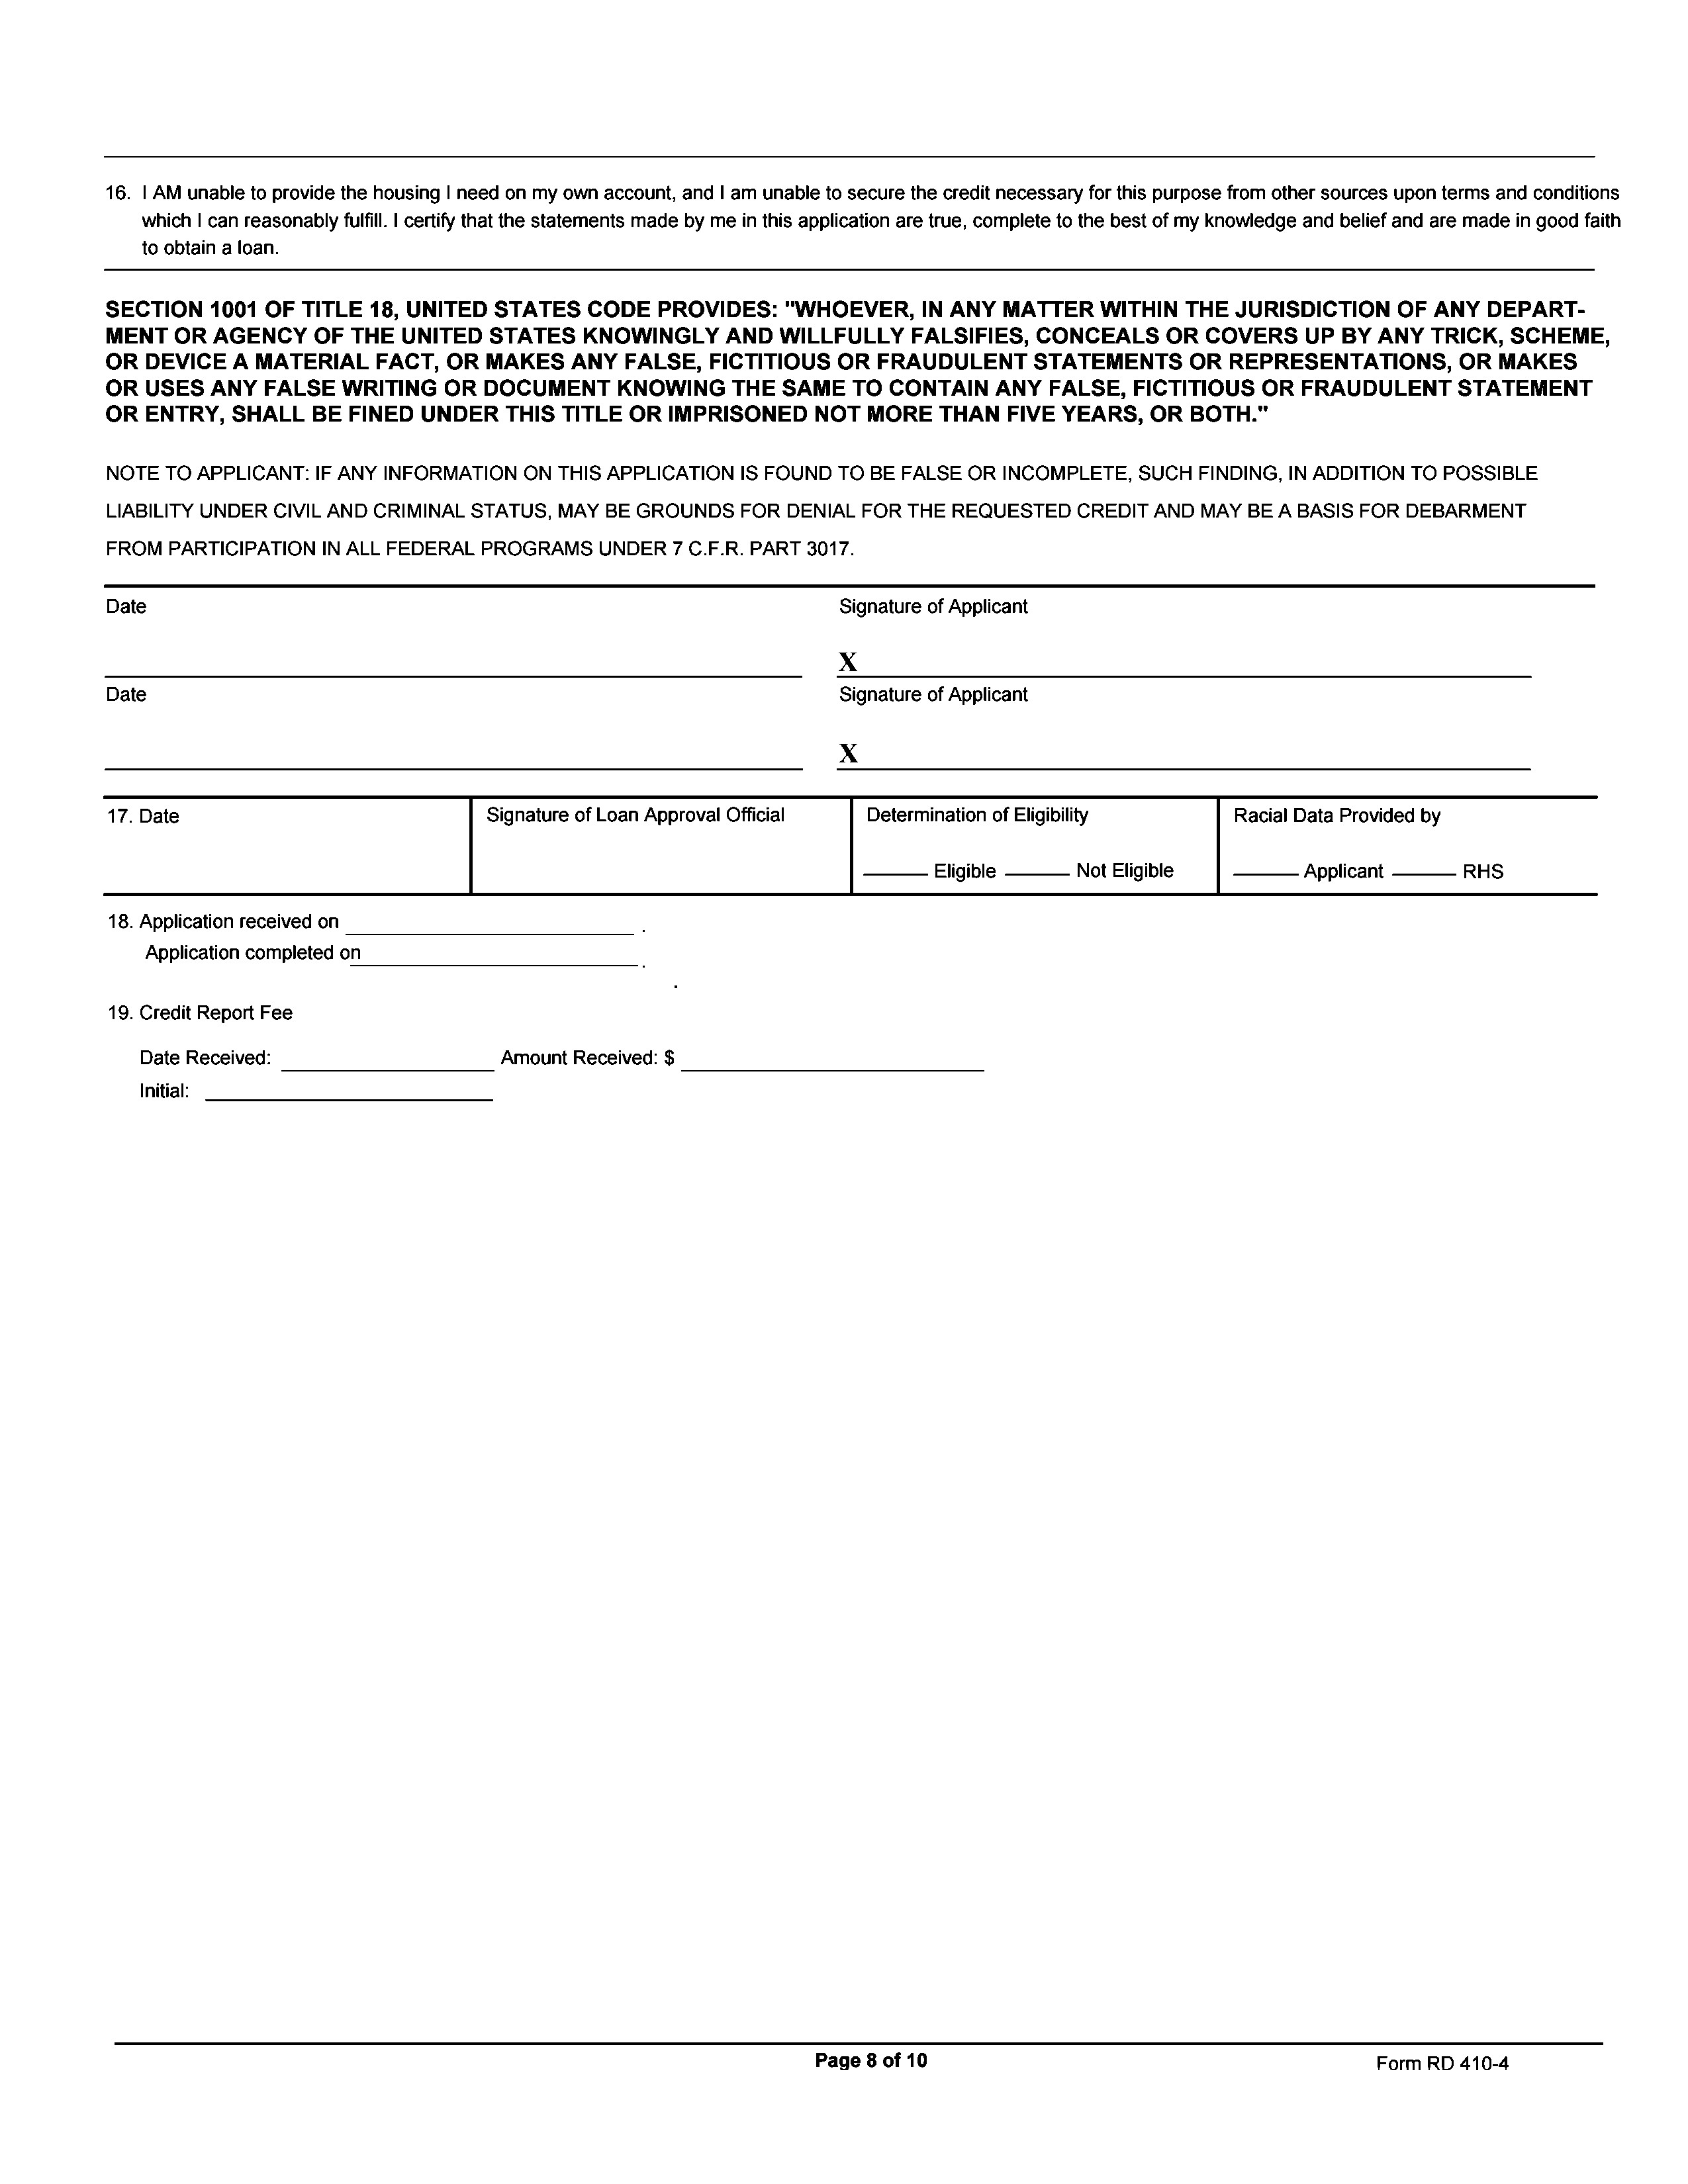 16. I AM unable to provide the housing I need on my own account, and I am unable to secure the credit necessary for this purpose from other sources upon terms and conditions
which I can reasonably fulfill. I certify that the statements made by me in this application are true, complete to the best of my knowledge and belief and are made in good faith
to obtain a loan.
SECTION 1001 OF TITLE 18, UNITED STATES CODE PROVIDES: "WHOEVER, IN ANY MATTER WITHIN THE JURISDICTION OF ANY DEPART-
MENT OR AGENCY OF THE UNITED STATES KNOWINGLY AND WILLFULLY FALSIFIES, CONCEALS OR COVERS UP BY ANY TRICK, SCHEME,
OR DEVICE A MATERIAL FACT, OR MAKES ANY FALSE, FICTITIOUS OR FRAUDULENT STATEMENTS OR REPRESENTATIONS, OR MAKES
OR USES ANY FALSE WRITING OR DOCUMENT KNOWING THE SAME TO CONTAIN ANY FALSE, FICTITIOUS OR FRAUDULENT STATEMENT
OR ENTRY, SHALL BE FINED UNDER THIS TITLE OR IMPRISONED NOT MORE THAN FIVE YEARS, OR BOTH."
NOTE TO APPLICANT: IF ANY INFORMATION ON THIS APPLICATION IS FOUND TO BE FALSE OR INCOMPLETE, SUCH FINDING, IN ADDITION TO POSSIBLE
LIABILITY UNDER CIVIL AND CRIMINAL STATUS, MAY BE GROUNDS FOR DENIAL FOR THE REQUESTED CREDIT AND MAY BE A BASIS FOR DEBARMENT
FROM PARTICIPATION IN ALL FEDERAL PROGRAMS UNDER 7 C.F.R. PART 3017.
Date Signature of Applicant
X
Date Signature of Applicant
X
17. Date Signature of Loan Approval Official Determination of Eligibility Racial Data Provided by
Eligible Not Eligible Applicant RHS
18. Application received on .
Application completed on .
.
19. Credit Report Fee
Date Received: Amount Received: $
Initial:
Page 8 of 10 Form RD 410-4